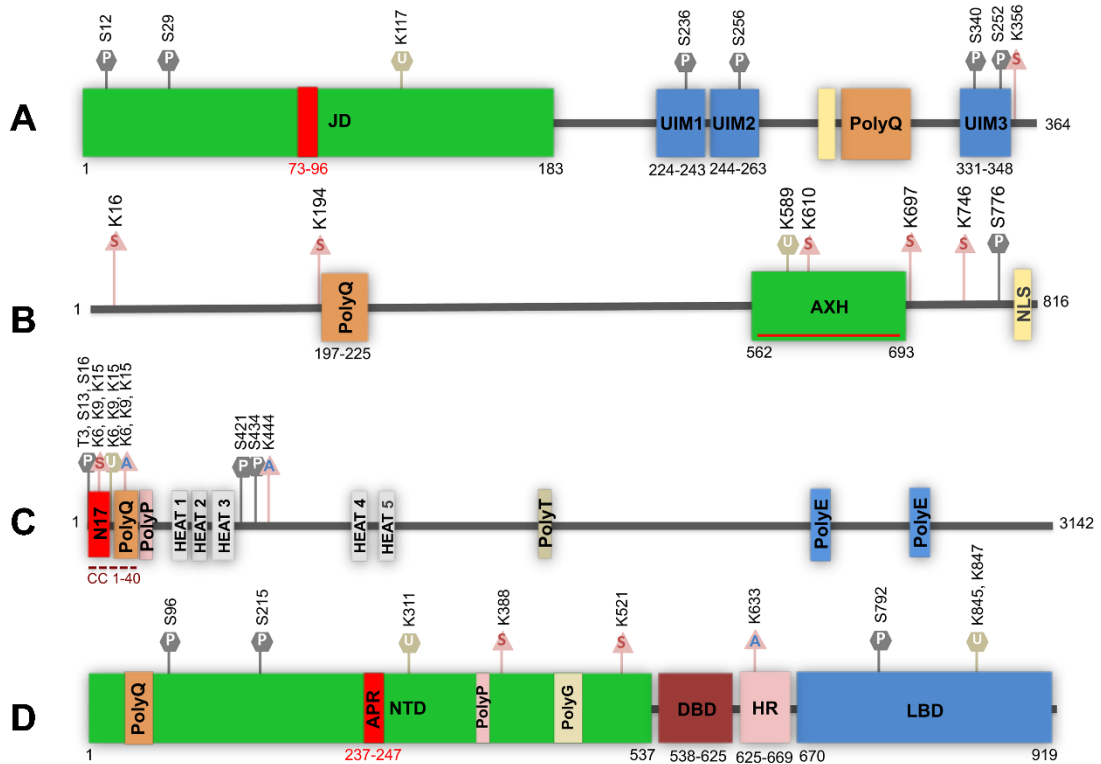 S12 S29 K117 S236 S256 S340 S252 K356
P P U P P P P S
A JD UIM1 UIM2 PolyQ UIM3 364
1 73-96 183 224-243 244-263 331-348
K16 K194 K589 K610 K697 K746 S776
S S U S S S P
B 1 PolyQ AXH NLS 816
197-225 562 693
T3, S13, S16 K6, K9, K15 K6, K9, K15 K6, K9, K15 S421 S434 K444
P S U A P P A
C 1 N17 PolyQ PolyP HEAT 1 HEAT 2 HEAT 3 HEAT 4 HEAT 5 PolyT PolyE PolyE 3142
CC 1-40
S96 S215 K311 K388 K521 K633 S792 K845, K847
P P U S S A P U
D PolyQ APR NTD PolyP PolyG DBD HR LBD
1 237-247 537 538-625 625-669 670 919